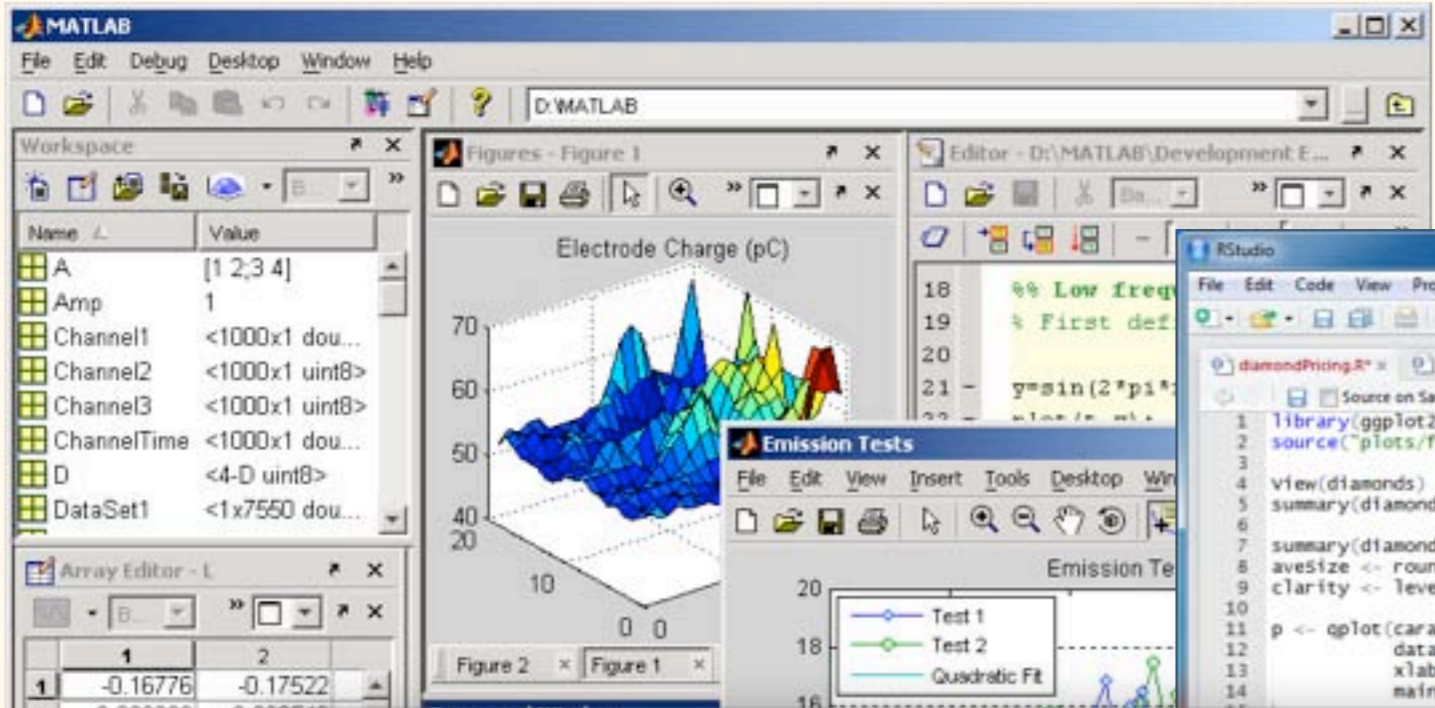 MATLAB
File Edit Debug Desktop Window Help
D:\MATLAB
Workspace
B...
Name Value
A [1 2;3 4]
Amp 1
Channel1 <1000x1 dou...
Channel2 <1000x1 uint8>
Channel3 <1000x1 uint8>
ChannelTime <1000x1 dou...
D <4-D uint8>
DataSet1 <1x7550 dou...
Array Editor - L
B...
1 2
1 -0.16776 -0.17522
Figures - Figure 1
Electrode Charge (pC)
70
60
50
40
20
10
0 0
Figure 2 Figure 1
Editor - D:\MATLAB\Development E...
Ba...
18 %% Low freq
19 % First def
20
21 - y=sin(2*pi*
22
Emission Tests
File Edit View Insert Tools Desktop Win
Emission Te
20
18
16
Test 1
Test 2
Quadratic Fit
RStudio
File Edit Code View Pro
diamondPricing.R*
Source on Sa
1 library(ggplot2
2 source("plots/f
3
4 view(diamonds)
5 summary(diamond
6
7 summary(diamond
8 aveSize <- roun
9 clarity <- leve
10
11 p <- qplot(cara
12 data
13 xlab
14 main